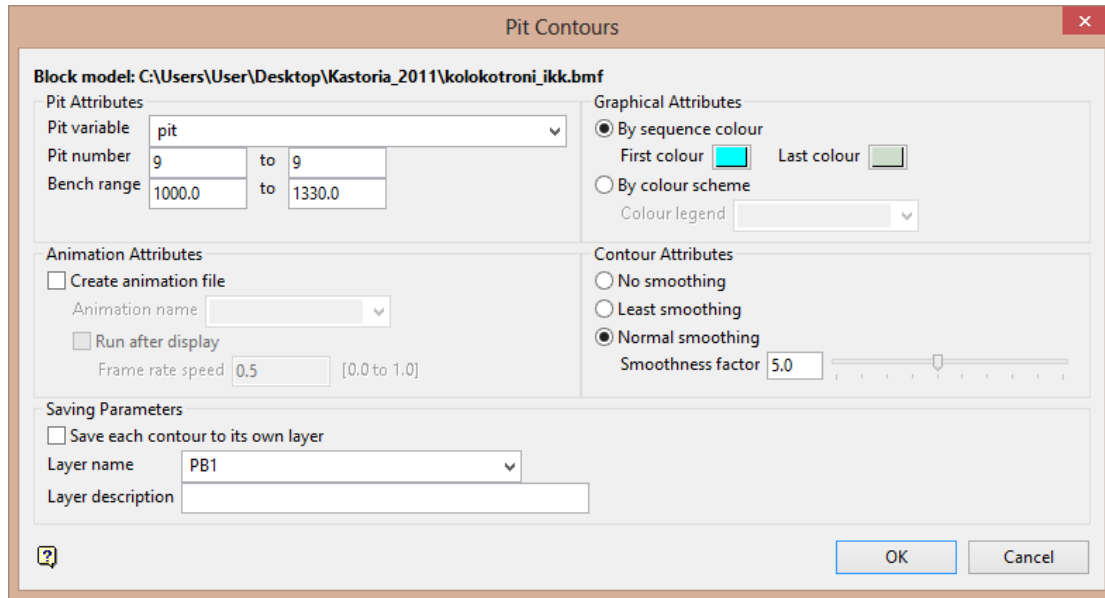 Pit Contours
Block model: C:\Users\User\Desktop\Kastoria_2011\kolokotroni_ikk.bmf
Pit Attributes
Pit variable pit
Pit number 9 to 9
Bench range 1000.0 to 1330.0
Graphical Attributes
By sequence colour
First colour Last colour
By colour scheme
Colour legend
Animation Attributes
Create animation file
Animation name
Run after display
Frame rate speed 0.5 [0.0 to 1.0]
Contour Attributes
No smoothing
Least smoothing
Normal smoothing
Smoothness factor 5.0
Saving Parameters
Save each contour to its own layer
Layer name PB1
Layer description
OK Cancel